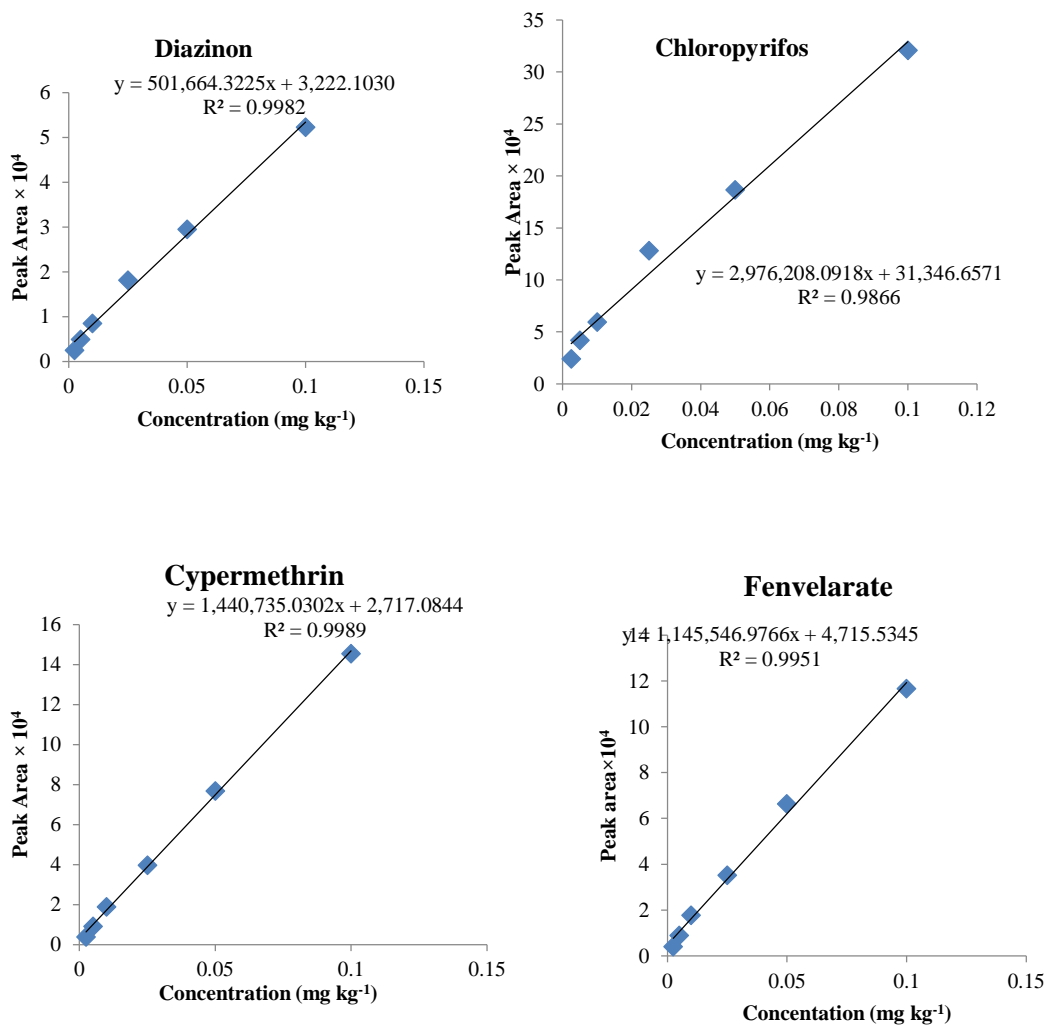 Diazinon
y = 501,664.3225x + 3,222.1030
R² = 0.9982
6
5
4
3
2
1
0
0
0.05
0.1
0.15
Peak Area × 10⁴
Concentration (mg kg⁻¹)
Chloropyrifos
35
30
25
20
15
10
5
0
y = 2,976,208.0918x + 31,346.6571
R² = 0.9866
0
0.02
0.04
0.06
0.08
0.1
0.12
Peak Area × 10⁴
Concentration (mg kg⁻¹)
Cypermethrin
y = 1,440,735.0302x + 2,717.0844
R² = 0.9989
16
14
12
10
8
6
4
2
0
0
0.05
0.1
0.15
Peak Area × 10⁴
Concentration (mg kg⁻¹)
Fenvelarate
y = 1,145,546.9766x + 4,715.5345
R² = 0.9951
14
12
10
8
6
4
2
0
0
0.05
0.1
0.15
Peak area×10⁴
Concentation (mg kg⁻¹)